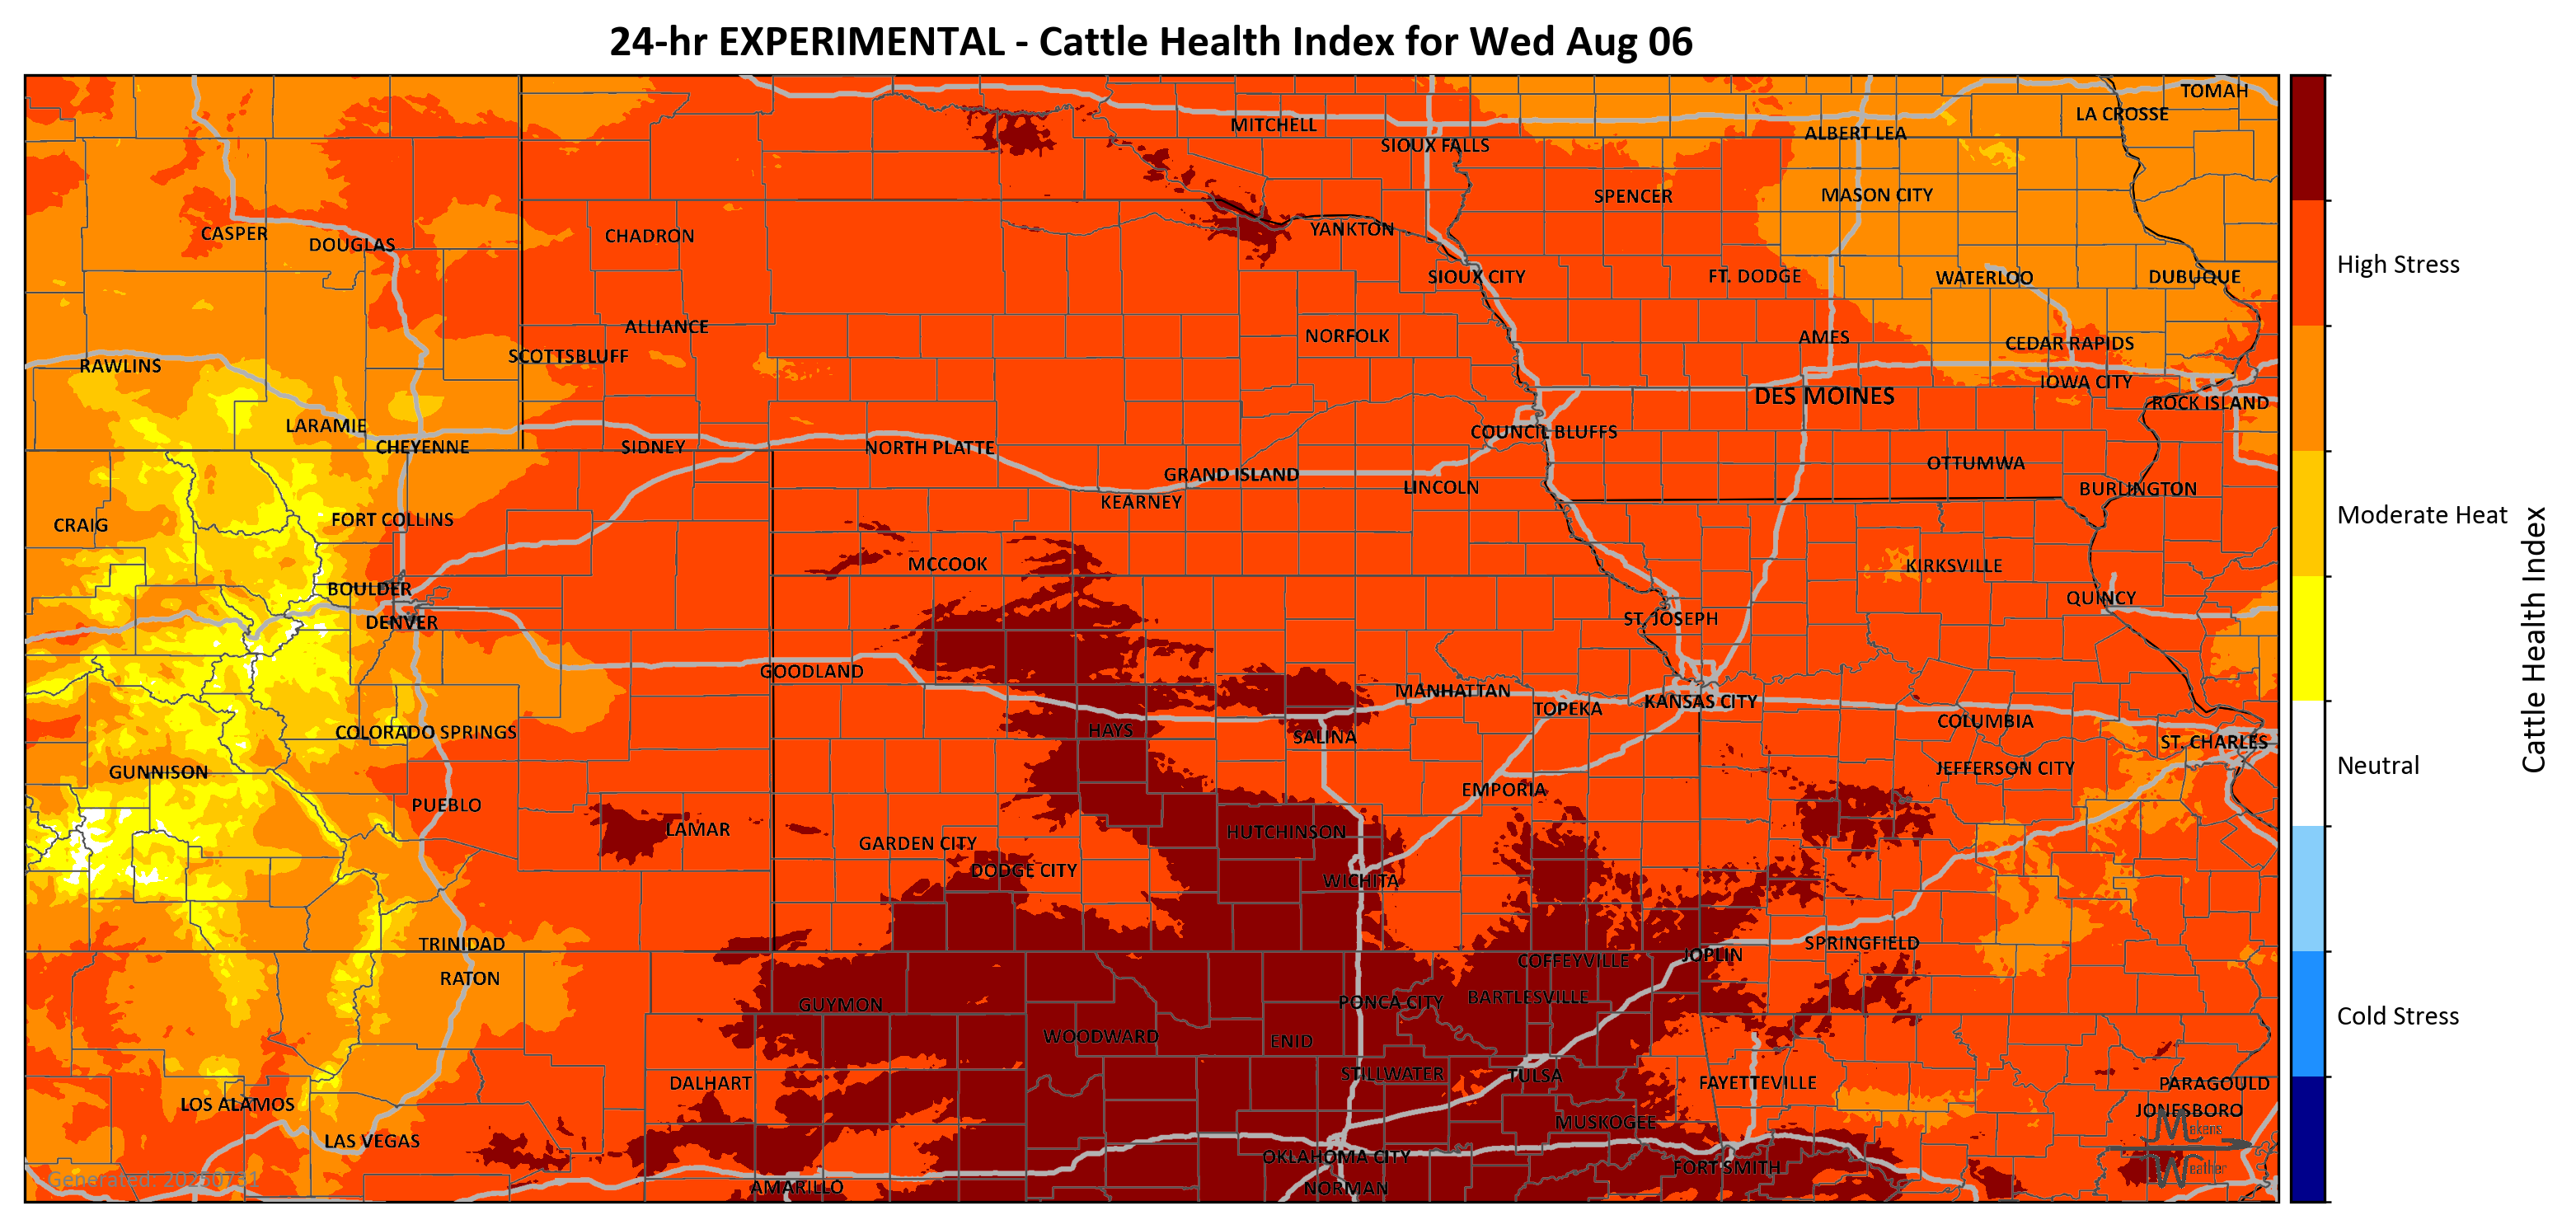 24-hr EXPERIMENTAL - Cattle Health Index for Wed Aug 06
TOMAH
LA CROSSE
MITCHELL
ALBERT LEA
SIOUX FALLS
SPENCER
MASON CITY
CASPER
DOUGLAS
CHADRON
YANKTON
SIOUX CITY
FT. DODGE
WATERLOO
DUBUQUE
High Stress
ALLIANCE
NORFOLK
AMES
CEDAR RAPIDS
RAWLINS
SCOTTSBLUFF
IOWA CITY
DES MOINES
ROCK ISLAND
LARAMIE
COUNCIL BLUFFS
CHEYENNE
SIDNEY
NORTH PLATTE
GRAND ISLAND
OTTUMWA
LINCOLN
BURLINGTON
KEARNEY
CRAIG
FORT COLLINS
Moderate Heat
MCCOOK
KIRKSVILLE
BOULDER
QUINCY
DENVER
ST. JOSEPH
Cattle Health Index
GOODLAND
MANHATTAN
TOPEKA
KANSAS CITY
COLORADO SPRINGS
HAYS
SALINA
COLUMBIA
ST. CHARLES
GUNNISON
JEFFERSON CITY
Neutral
PUEBLO
EMPORIA
LAMAR
GARDEN CITY
HUTCHINSON
DODGE CITY
WICHITA
TRINIDAD
SPRINGFIELD
RATON
COFFEYVILLE
JOPLIN
GUYMON
PONCA CITY
BARTLESVILLE
Cold Stress
WOODWARD
ENID
DALHART
STILLWATER
TULSA
FAYETTEVILLE
PARAGOULD
LOS ALAMOS
JONESBORO
MUSKOGEE
Makens
LAS VEGAS
OKLAHOMA CITY
FORT SMITH
Weather
Generated: 20250731
AMARILLO
NORMAN